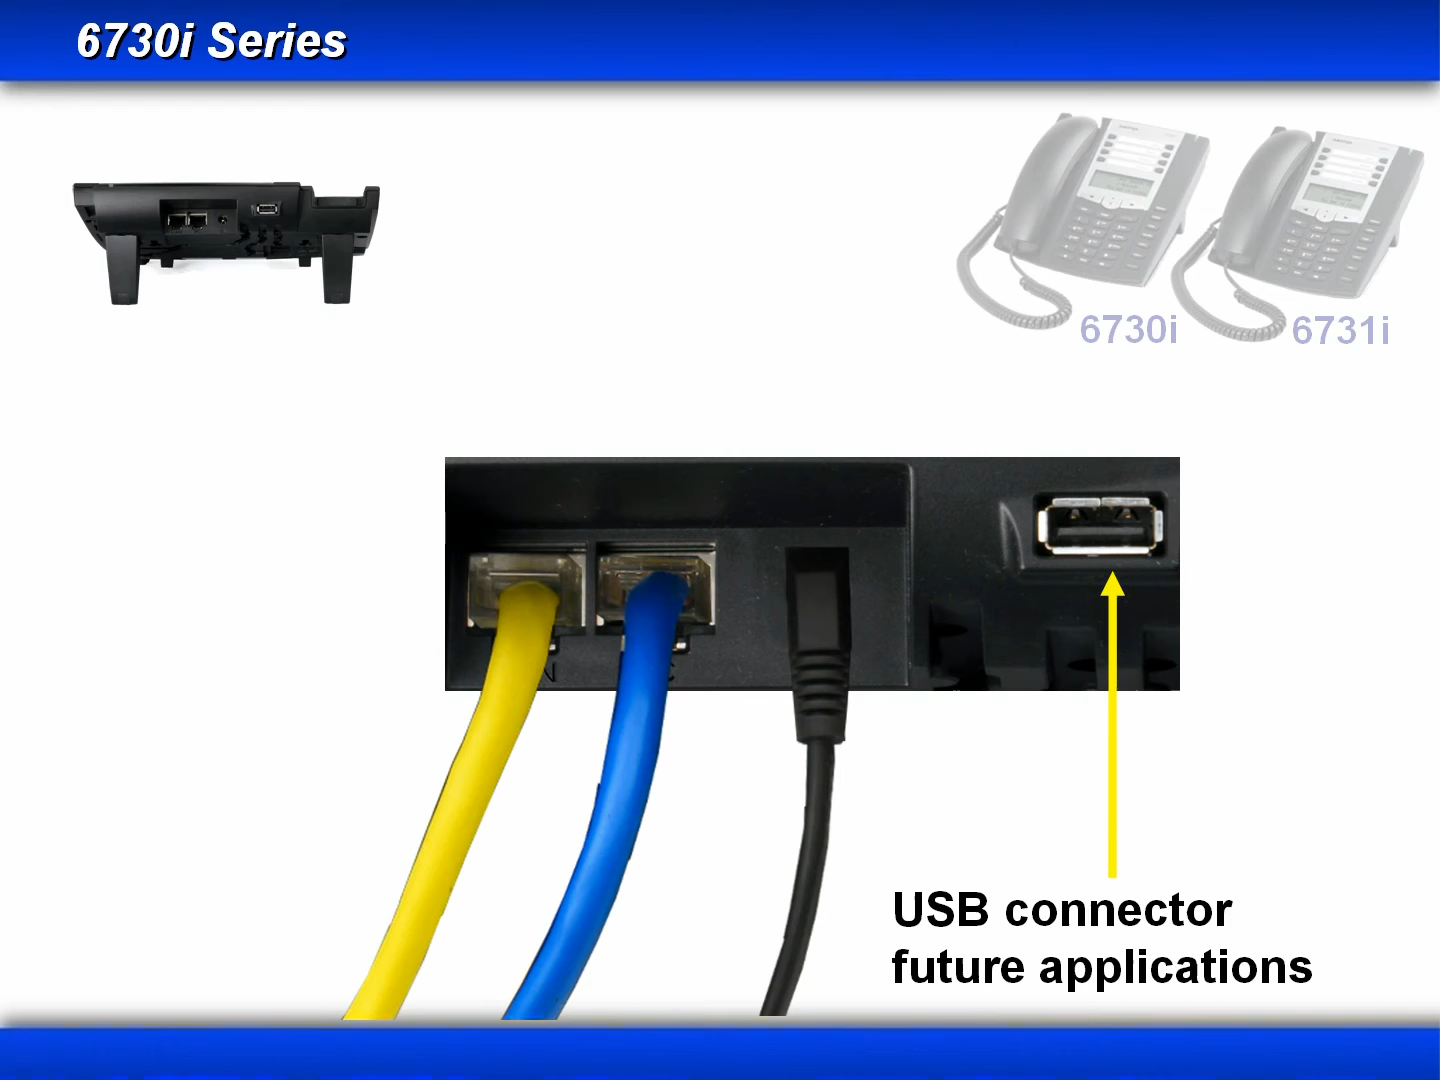 6730i Series
6730i
6731i
USB connector
future applications